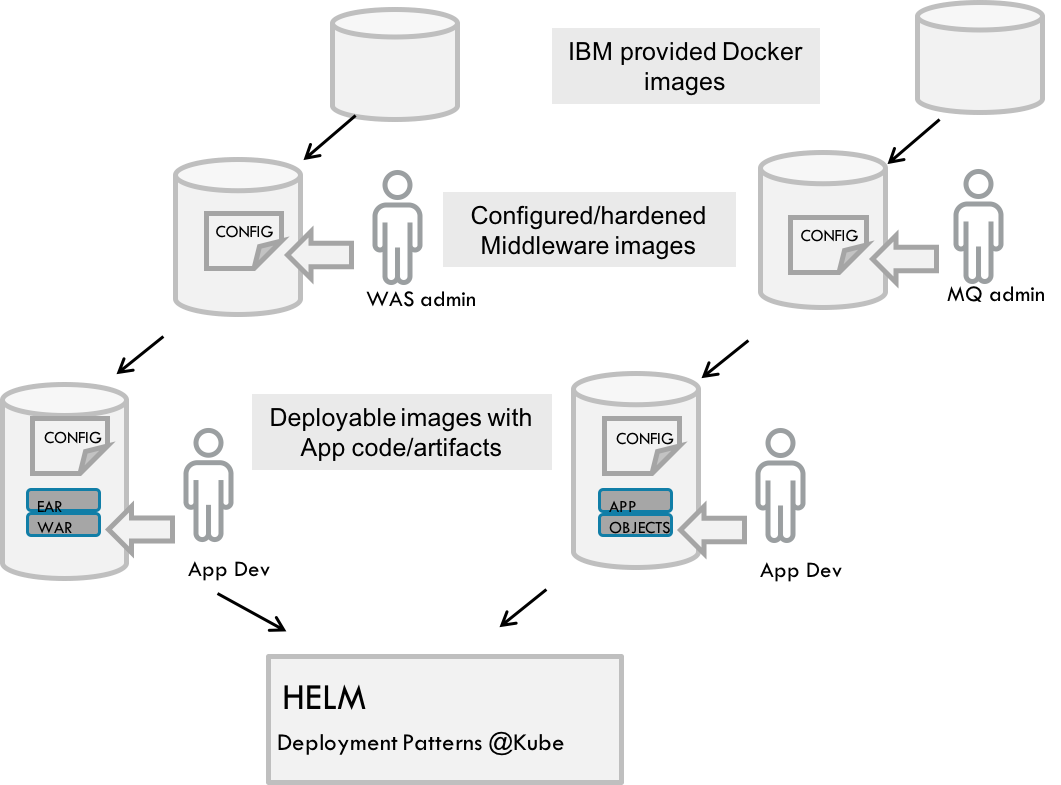 IBM provided Docker
images
CONFIG
Configured/hardened
Middleware images
CONFIG
WAS admin
MQ admin
CONFIG
EAR
WAR
App Dev
Deployable images with
App code/artifacts
CONFIG
APP
OBJECTS
App Dev
HELM
Deployment Patterns @Kube